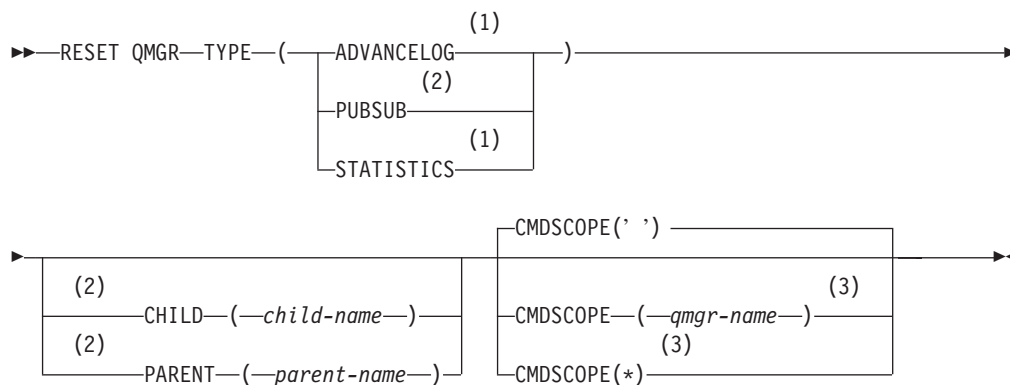 (1)
RESET QMGR TYPE ( ADVANCELOG )
(2)
PUBSUB
(1)
STATISTICS
CMDSCOPE(' ')
(2) (3)
CHILD ( child-name ) CMDSCOPE ( qmgr-name )
(2) (3)
PARENT ( parent-name ) CMDSCOPE(*)